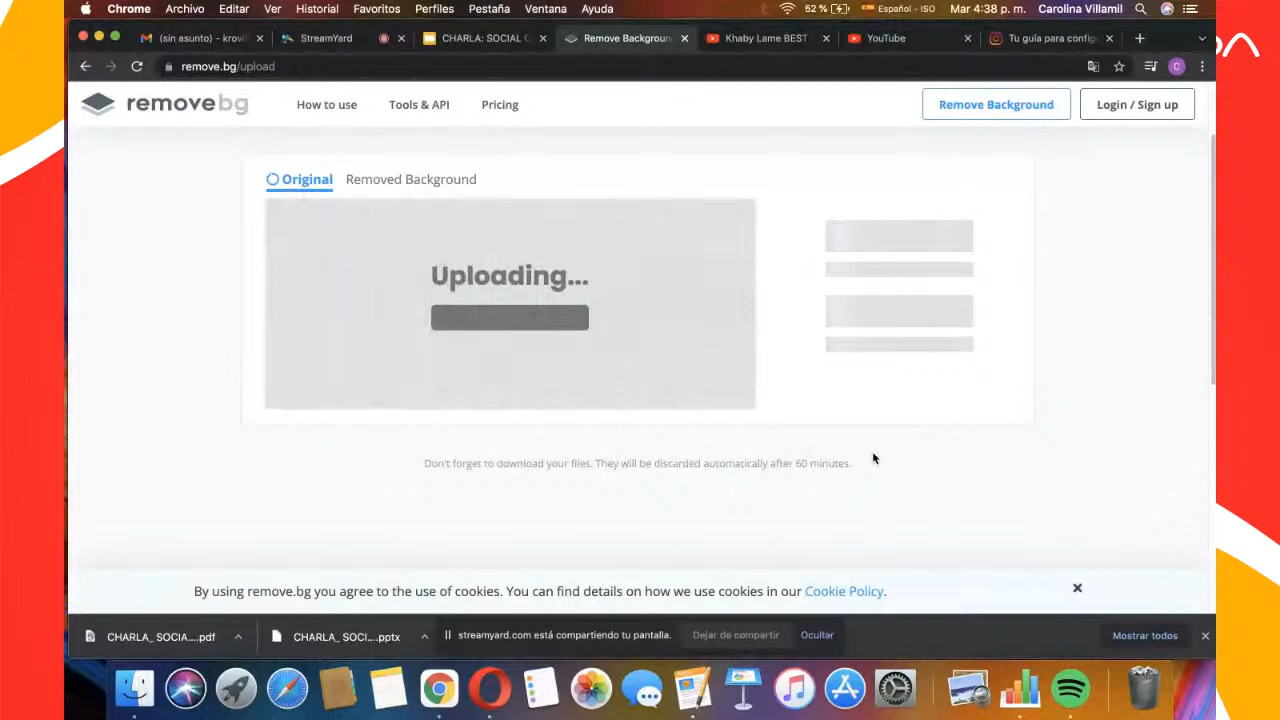 Chrome Archivo Editar Ver Historial Favoritos Perfiles Pestaña Ventana Ayuda 52 % Español - ISO Mar 4:38 p. m. Carolina Villamil
(sin asunto) - krovi StreamYard CHARLA: SOCIAL Remove Backgroun Khaby Lame BEST YouTube Tu guía para config
remove.bg/upload C
removebg How to use Tools & API Pricing Remove Background Login / Sign up
Original Removed Background
Uploading...
Don't forget to download your files. They will be discarded automatically after 60 minutes.
By using remove.bg you agree to the use of cookies. You can find details on how we use cookies in our Cookie Policy.
CHARLA_ SOCIA....pdf CHARLA_ SOCI....pptx streamyard.com está compartiendo tu pantalla. Dejar de compartir Ocultar Mostrar todos